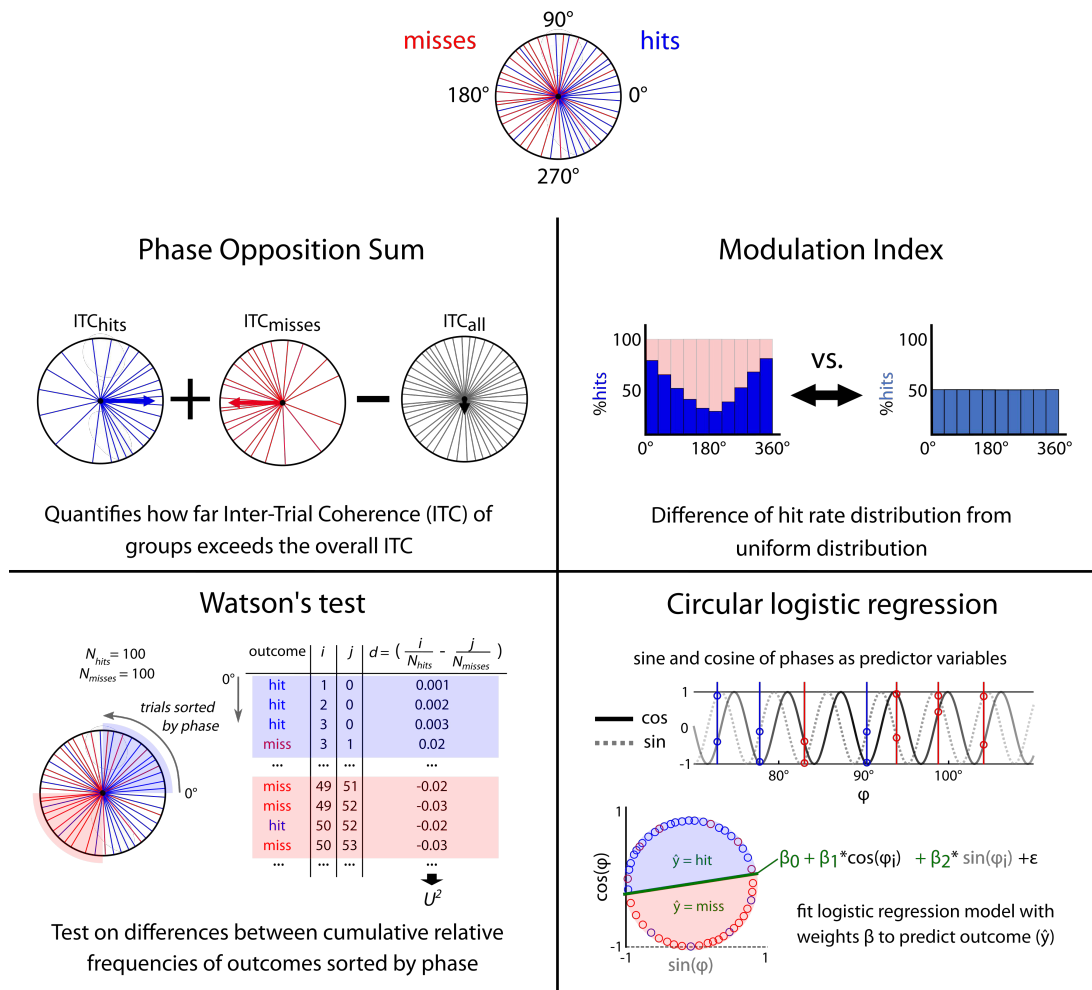 90°
misses
hits
180°
0°
270°
Phase Opposition Sum
ITChits
ITCmisses
ITCall
+
−
Quantifies how far Inter-Trial Coherence (ITC) of
groups exceeds the overall ITC
Modulation Index
100
50
%hits
0°
180°
360°
vs.
100
50
%hits
0°
180°
360°
Difference of hit rate distribution from
uniform distribution
Watson's test
Nhits = 100
Nmisses = 100
trials sorted
by phase
0°
0°
outcome i j d = ( i/Nhits - j/Nmisses )
hit 1 0 0.001
hit 2 0 0.002
hit 3 0 0.003
miss 3 1 0.02
... ... ... ...
miss 49 51 -0.02
miss 49 52 -0.03
hit 50 52 -0.02
miss 50 53 -0.03
... ... ... ...
U²
Test on differences between cumulative relative
frequencies of outcomes sorted by phase
Circular logistic regression
sine and cosine of phases as predictor variables
cos
sin
1
0
-1
80°
90°
100°
φ
1
cos(φ)
-1
-1
sin(φ)
1
ŷ = hit
ŷ = miss
β0 + β1*cos(φi) + β2* sin(φi) +ε
fit logistic regression model with
weights β to predict outcome (ŷ)